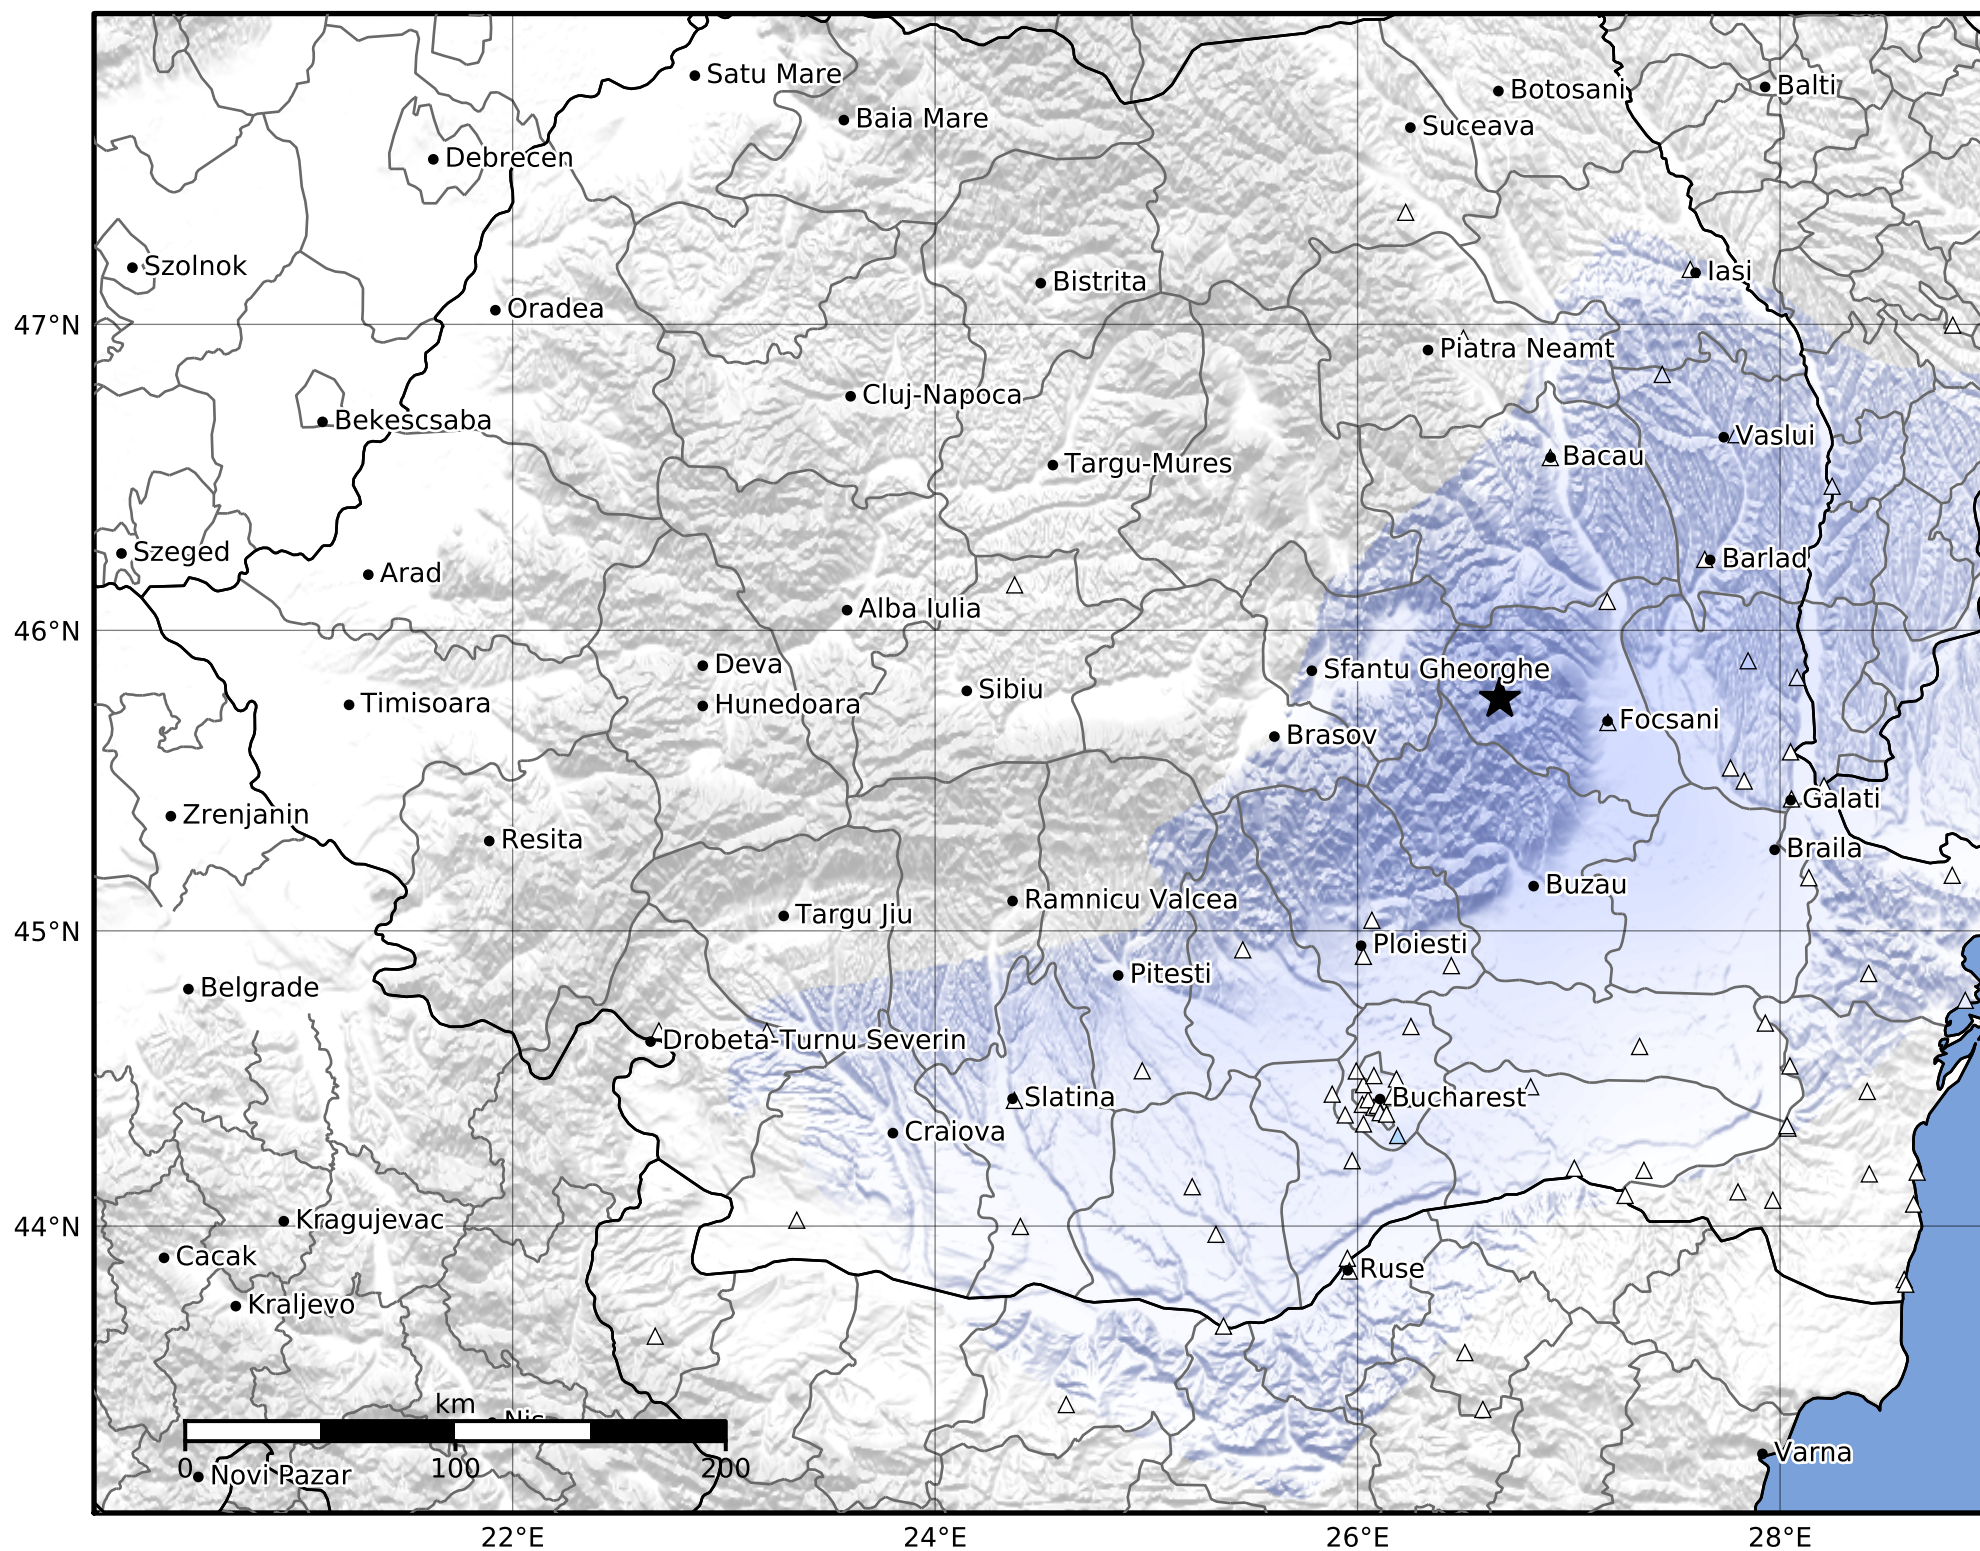 Satu Mare
Botosani
Balti
Baia Mare
Suceava
Debrecen
Szolnok
Iasi
Bistrita
Oradea
47°N
Piatra Neamt
Cluj-Napoca
Bekescsaba
Vaslui
Targu-Mures
Bacau
Szeged
Barlad
Arad
Alba Iulia
46°N
Deva
Sfantu Gheorghe
Sibiu
Timisoara
Hunedoara
Focsani
Brasov
Galati
Zrenjanin
Resita
Braila
Buzau
Ramnicu Valcea
Targu Jiu
45°N
Ploiesti
Pitesti
Belgrade
Drobeta-Turnu Severin
Slatina
Bucharest
Craiova
Kragujevac
44°N
Cacak
Ruse
Kraljevo
km
Nis
Varna
0 100 200
Novi Pazar
22°E 24°E 26°E 28°E